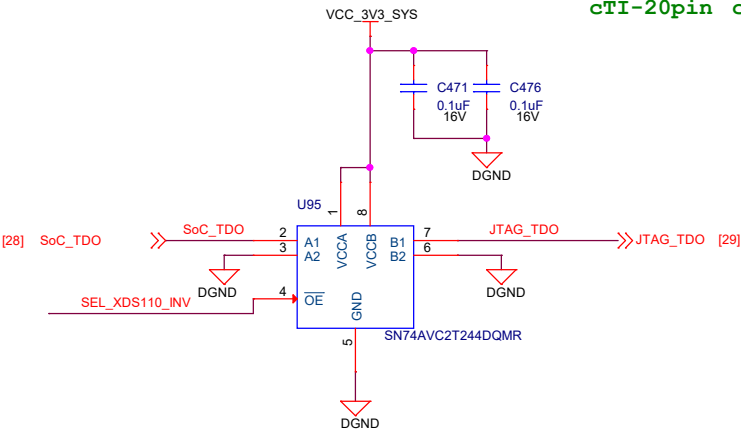 cTI-20pin c
VCC_3V3_SYS
C471
0.1uF
16V
C476
0.1uF
16V
DGND
U95
1
8
[28] SoC_TDO
SoC_TDO
2
A1
3
A2
VCCA
VCCB
B1
7
B2
6
JTAG_TDO
JTAG_TDO [29]
DGND
DGND
SEL_XDS110_INV
4
OE
GND
SN74AVC2T244DQMR
5
DGND